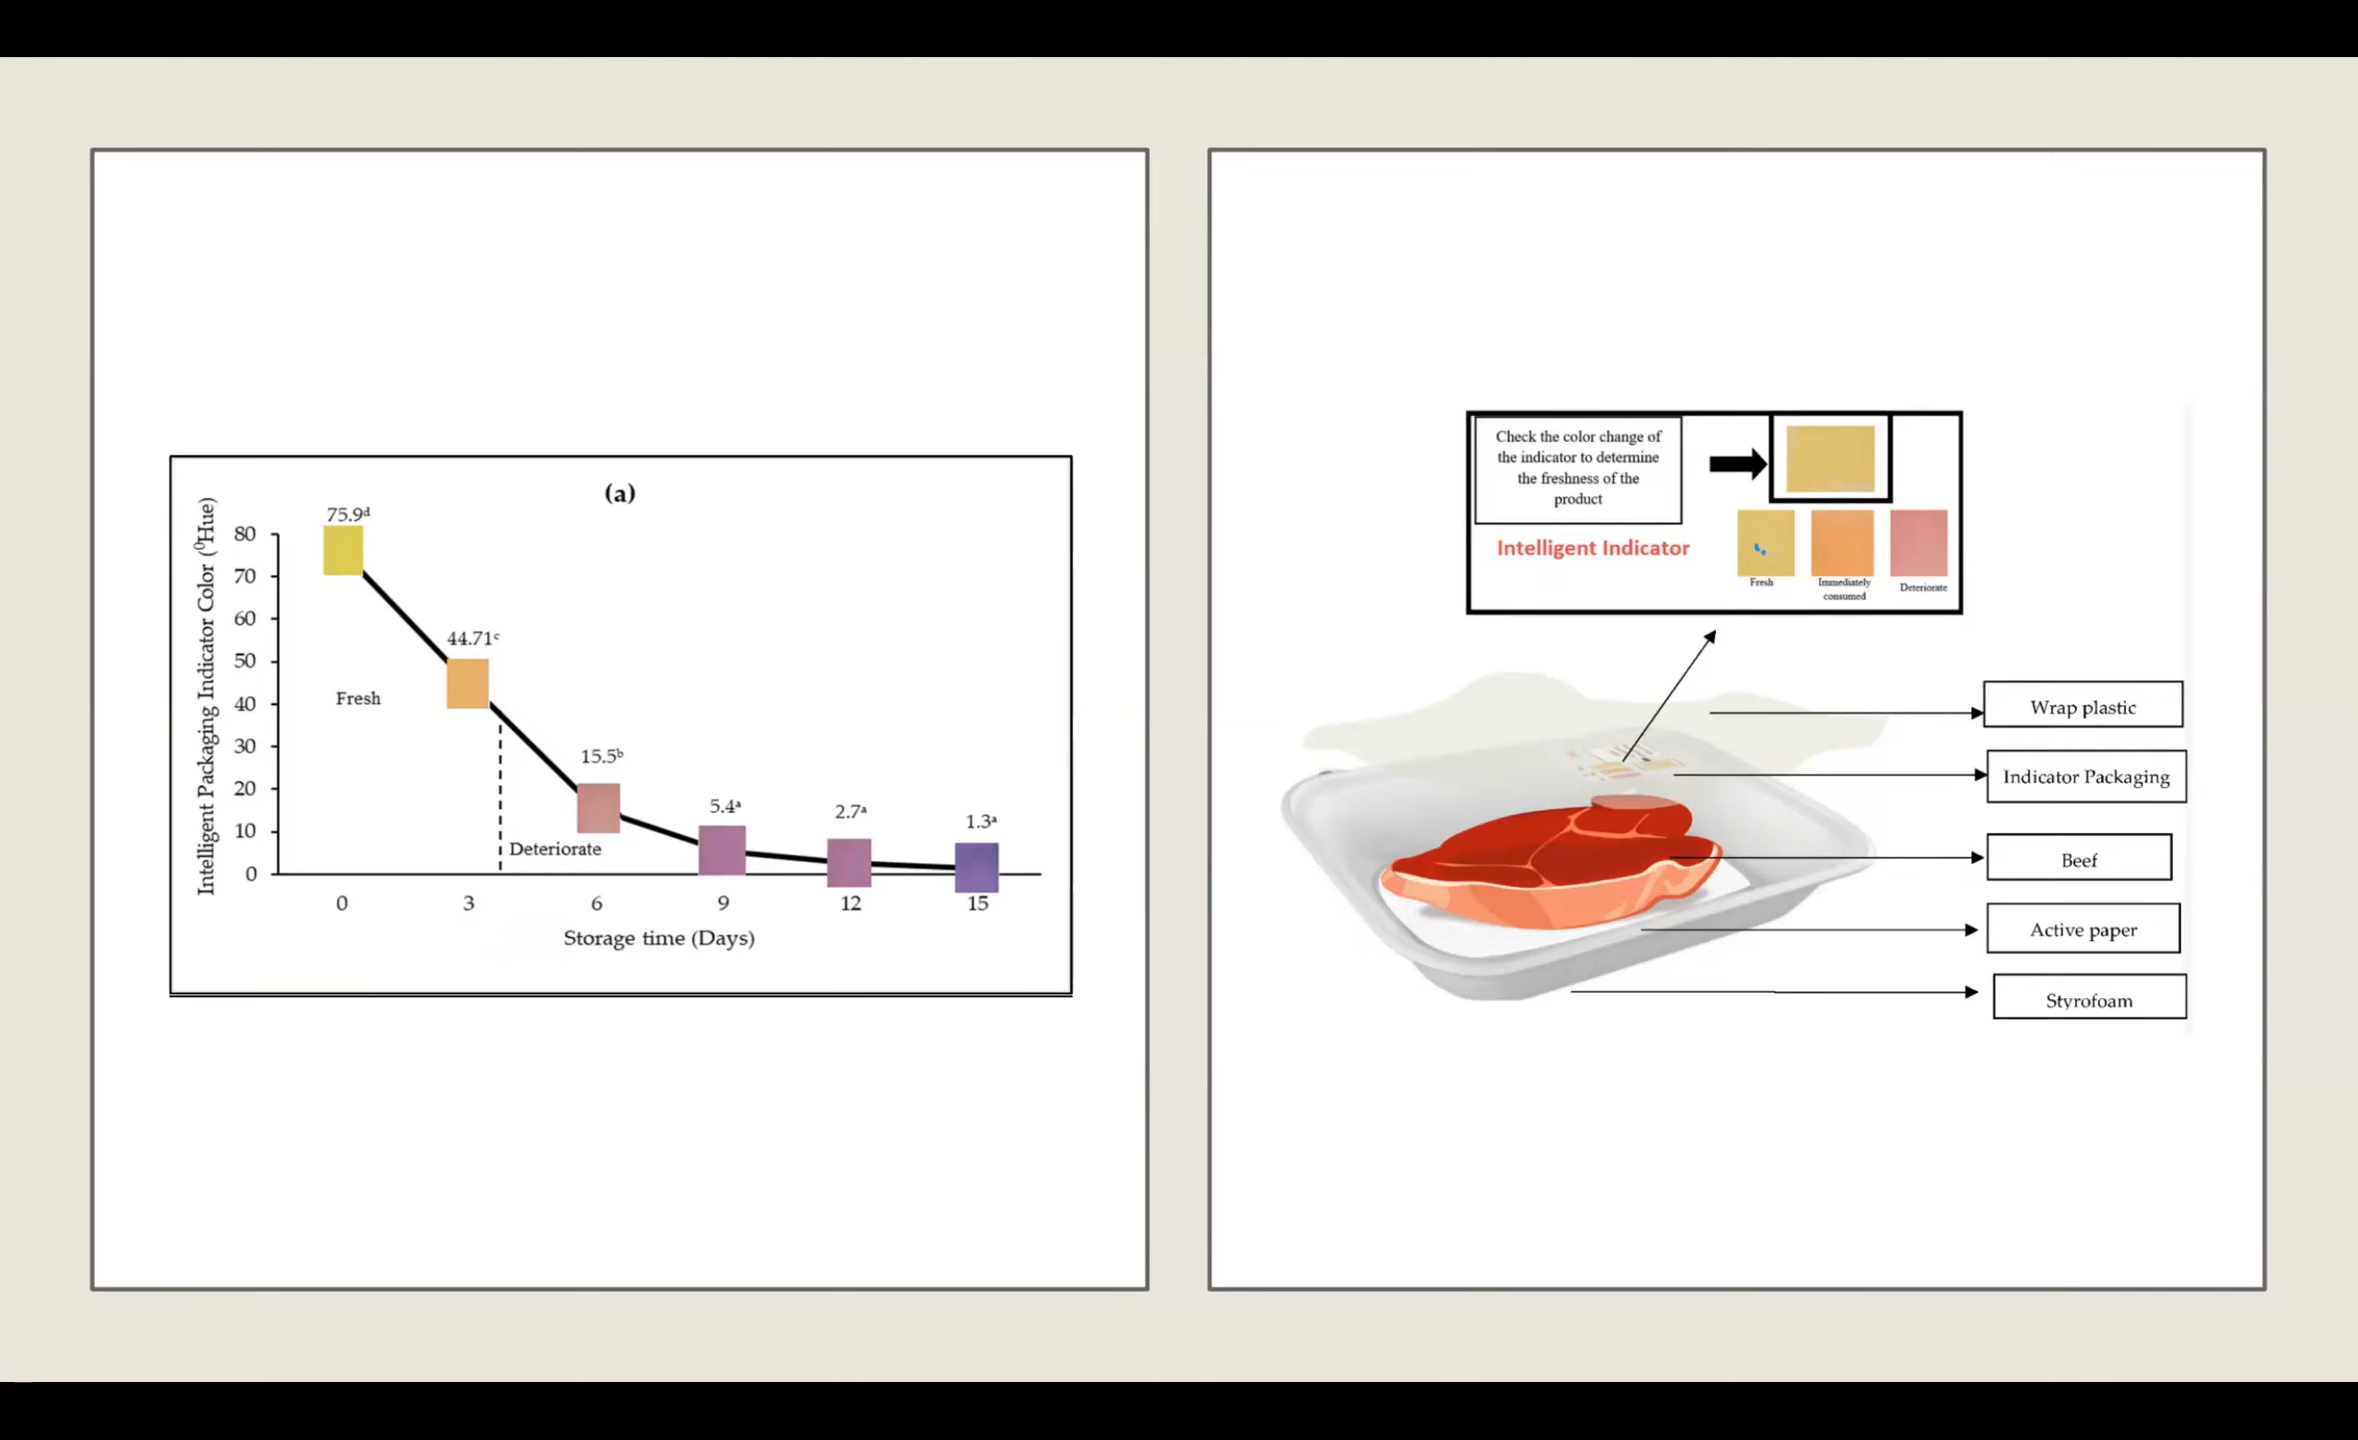 (a)
Intelligent Packaging Indicator Color (⁰Hue)
80
70
60
50
40
30
20
10
0
75.9ᵈ
44.71ᶜ
15.5ᵇ
5.4ᵃ
2.7ᵃ
1.3ᵃ
Fresh
Deteriorate
0 3 6 9 12 15
Storage time (Days)
Check the color change of
the indicator to determine
the freshness of the
product
Intelligent Indicator
Fresh
Immediately
consumed
Deteriorate
Wrap plastic
Indicator Packaging
Beef
Active paper
Styrofoam